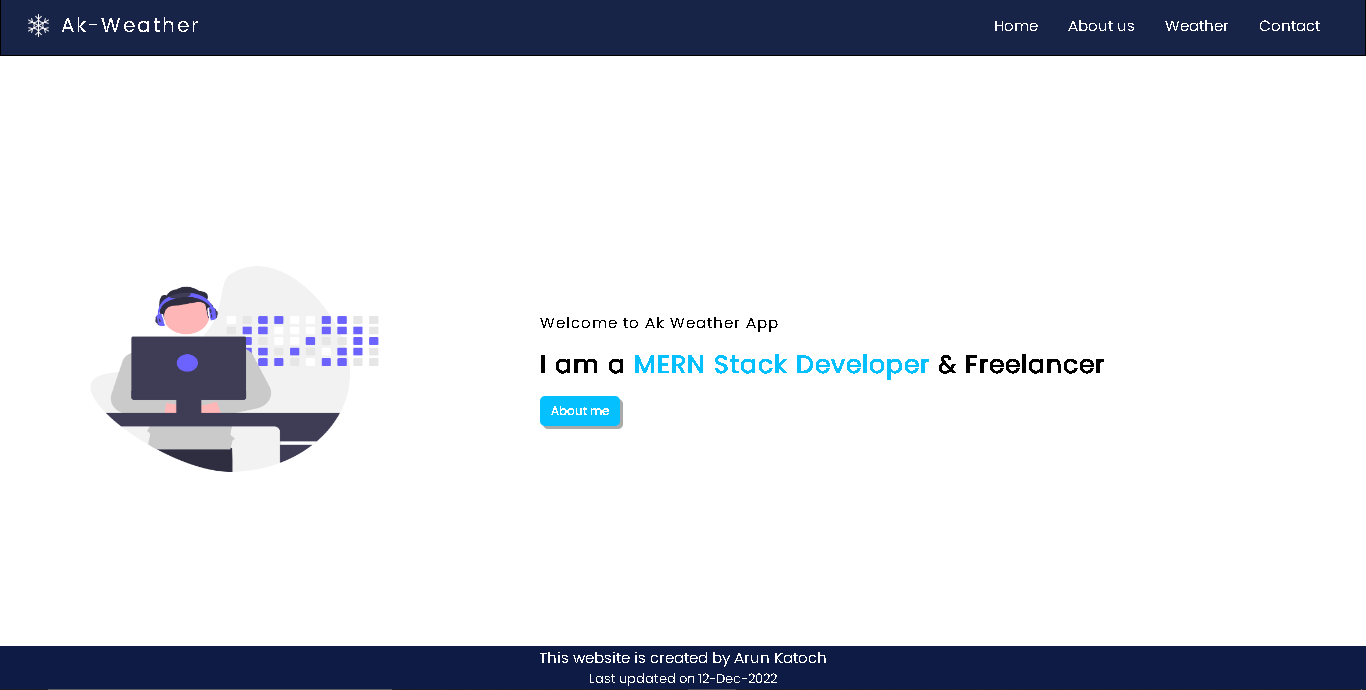 Ak-Weather
Home About us Weather Contact
Welcome to Ak Weather App
I am a MERN Stack Developer & Freelancer
About me
This website is created by Arun Katoch
Last updated on 12-Dec-2022